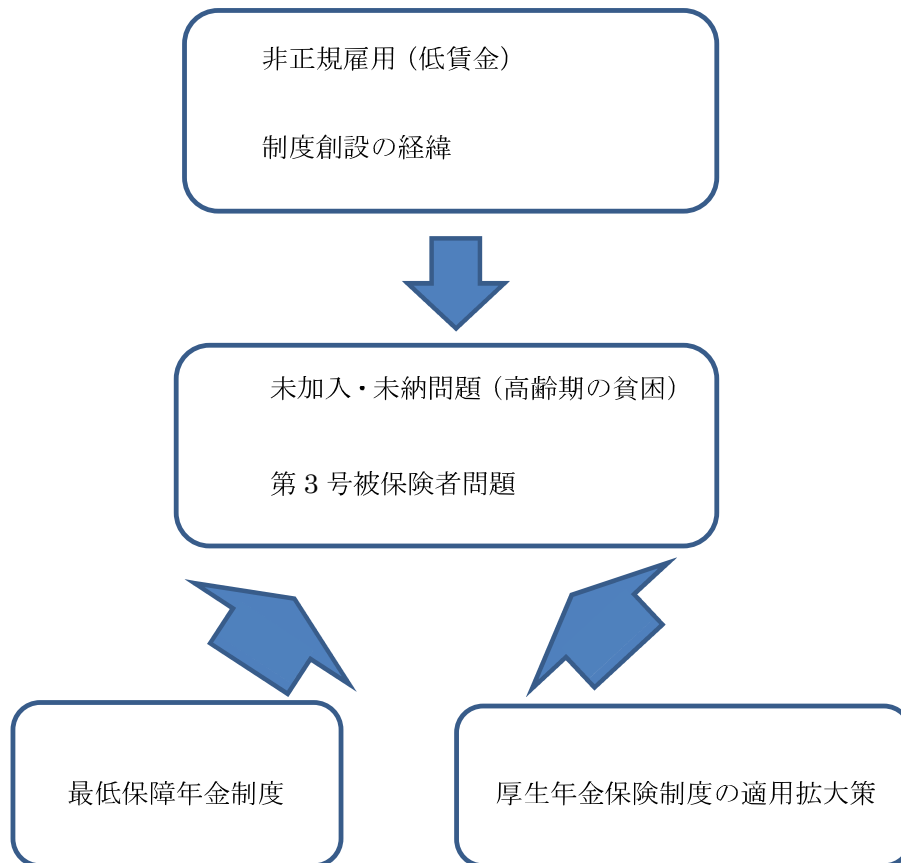 非正規雇用（低賃金）
制度創設の経緯
未加入・未納問題（高齢期の貧困）
第 3 号被保険者問題
最低保障年金制度
厚生年金保険制度の適用拡大策